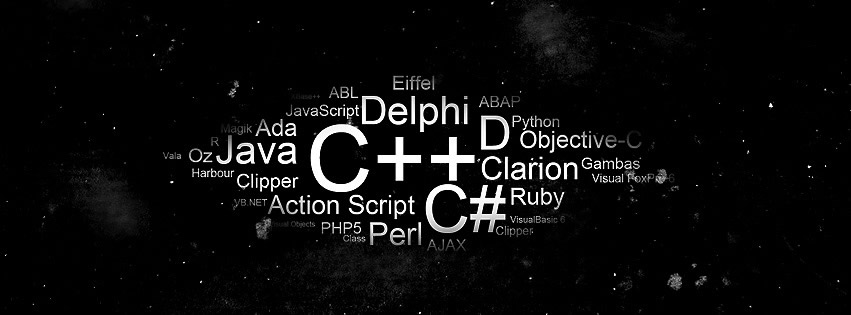 Eiffel
ABL
ABAP
JavaScript
Delphi
Python
Magik
Ada
C++
D
Objective-C
R
Java
Vala
Oz
Clarion
Gambas
Harbour
Clipper
Visual FoxPro 6
Ruby
VB.NET
Action Script
C#
VisualBasic 6
PHP5
Perl
Clipper
Class
AJAX